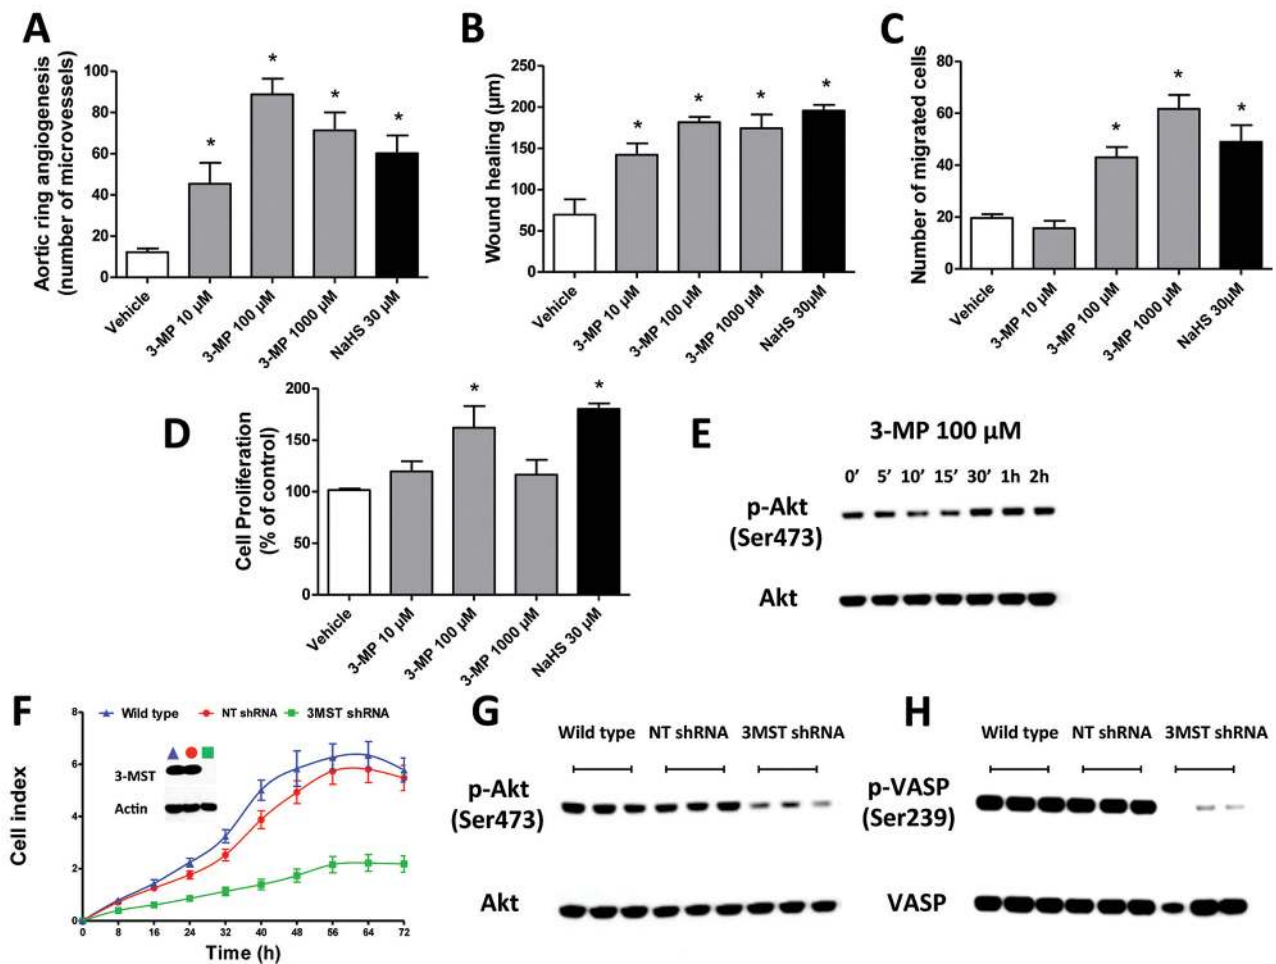 A
Aortic ring angiogenesis
(number of microvessels)
100
80
60
40
20
0
*
*
*
*
Vehicle
3-MP 10 µM
3-MP 100 µM
3-MP 1000 µM
NaHS 30 µM
B
Wound healing (µm)
250
200
150
100
50
0
*
*
*
*
Vehicle
3-MP 10 µM
3-MP 100 µM
3-MP 1000 µM
NaHS 30µM
C
Number of migrated cells
80
60
40
20
0
*
*
*
Vehicle
3-MP 10 µM
3-MP 100 µM
3-MP 1000 µM
NaHS 30µM
D
Cell Proliferation
(% of control)
200
150
100
50
0
*
*
Vehicle
3-MP 10 µM
3-MP 100 µM
3-MP 1000 µM
NaHS 30 µM
E
3-MP 100 µM
0’ 5’ 10’ 15’ 30’ 1h 2h
p-Akt
(Ser473)
Akt
F
Wild type NT shRNA 3MST shRNA
Cell index
8
6
4
2
0
3-MST
Actin
0 8 16 24 32 40 48 56 64 72
Time (h)
G
Wild type NT shRNA 3MST shRNA
p-Akt
(Ser473)
Akt
H
Wild type NT shRNA 3MST shRNA
p-VASP
(Ser239)
VASP